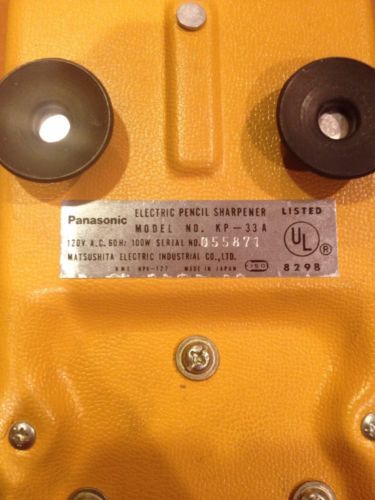 Panasonic ELECTRIC PENCIL SHARPENER LISTED
MODEL NO. KP-33A
120V A.C. 60Hz 100W SERIAL NO. 055871 UL ®
MATSUSHITA ELECTRIC INDUSTRIAL CO., LTD. 829B
MADE IN JAPAN